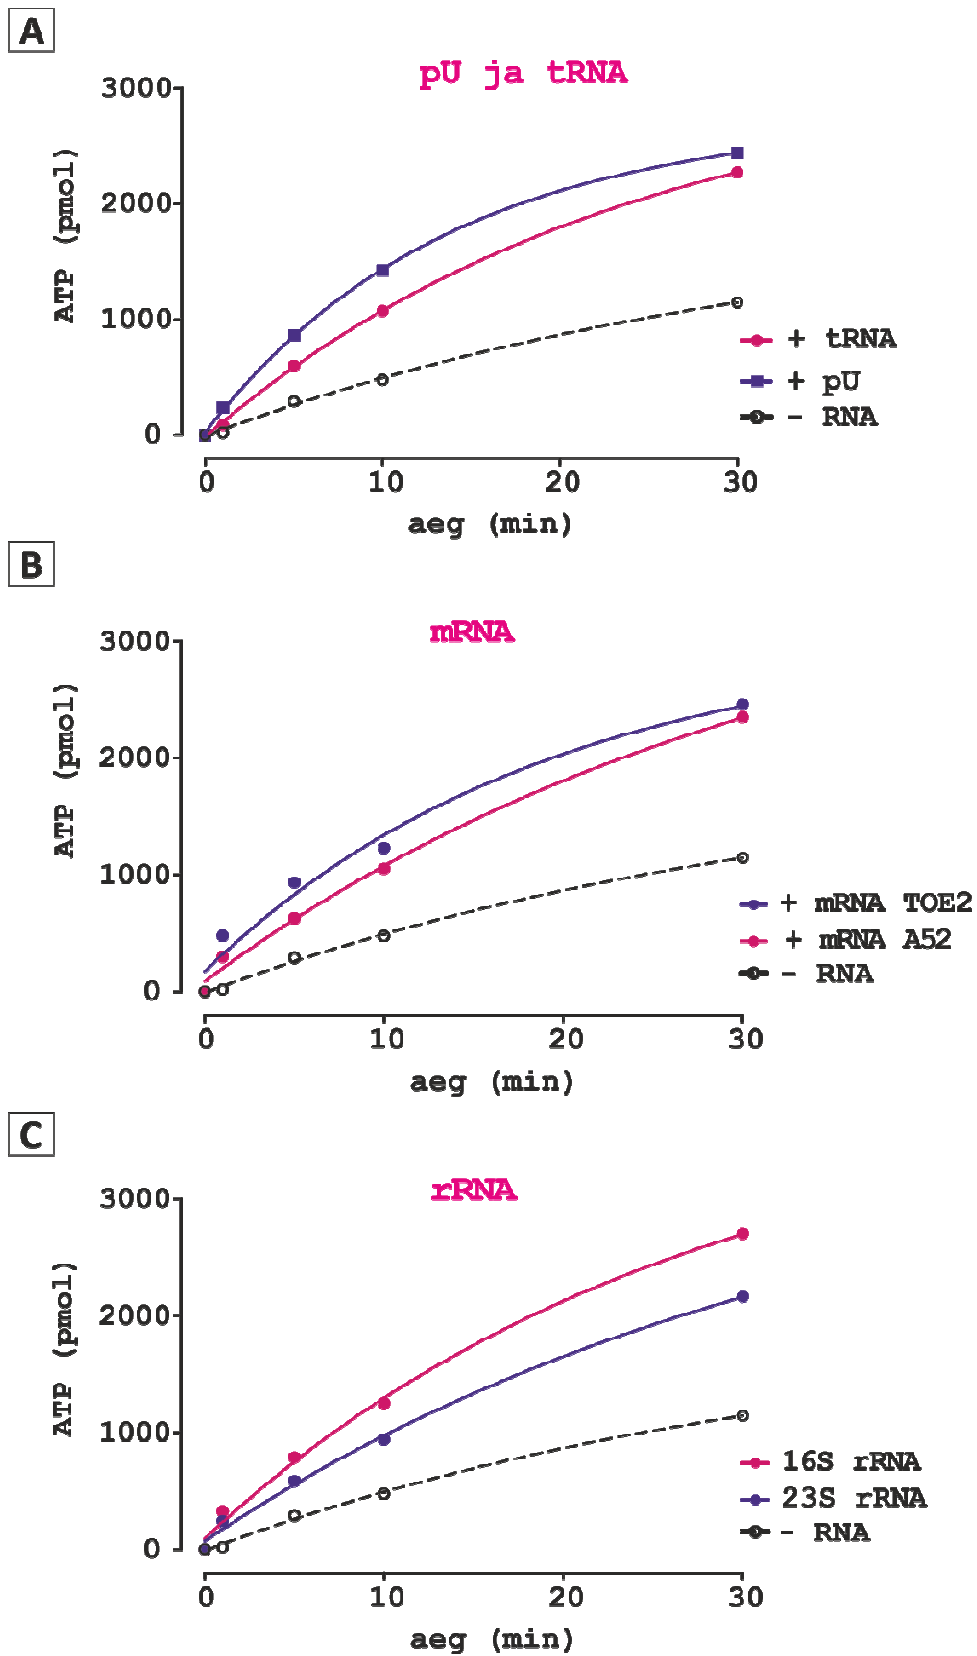 A
pU ja tRNA
3000
2000
1000
0
ATP (pmol)
+ tRNA
+ pU
- RNA
0 10 20 30
aeg (min)
B
mRNA
3000
2000
1000
0
ATP (pmol)
+ mRNA TOE2
+ mRNA A52
- RNA
0 10 20 30
aeg (min)
C
rRNA
3000
2000
1000
0
ATP (pmol)
16S rRNA
23S rRNA
- RNA
0 10 20 30
aeg (min)